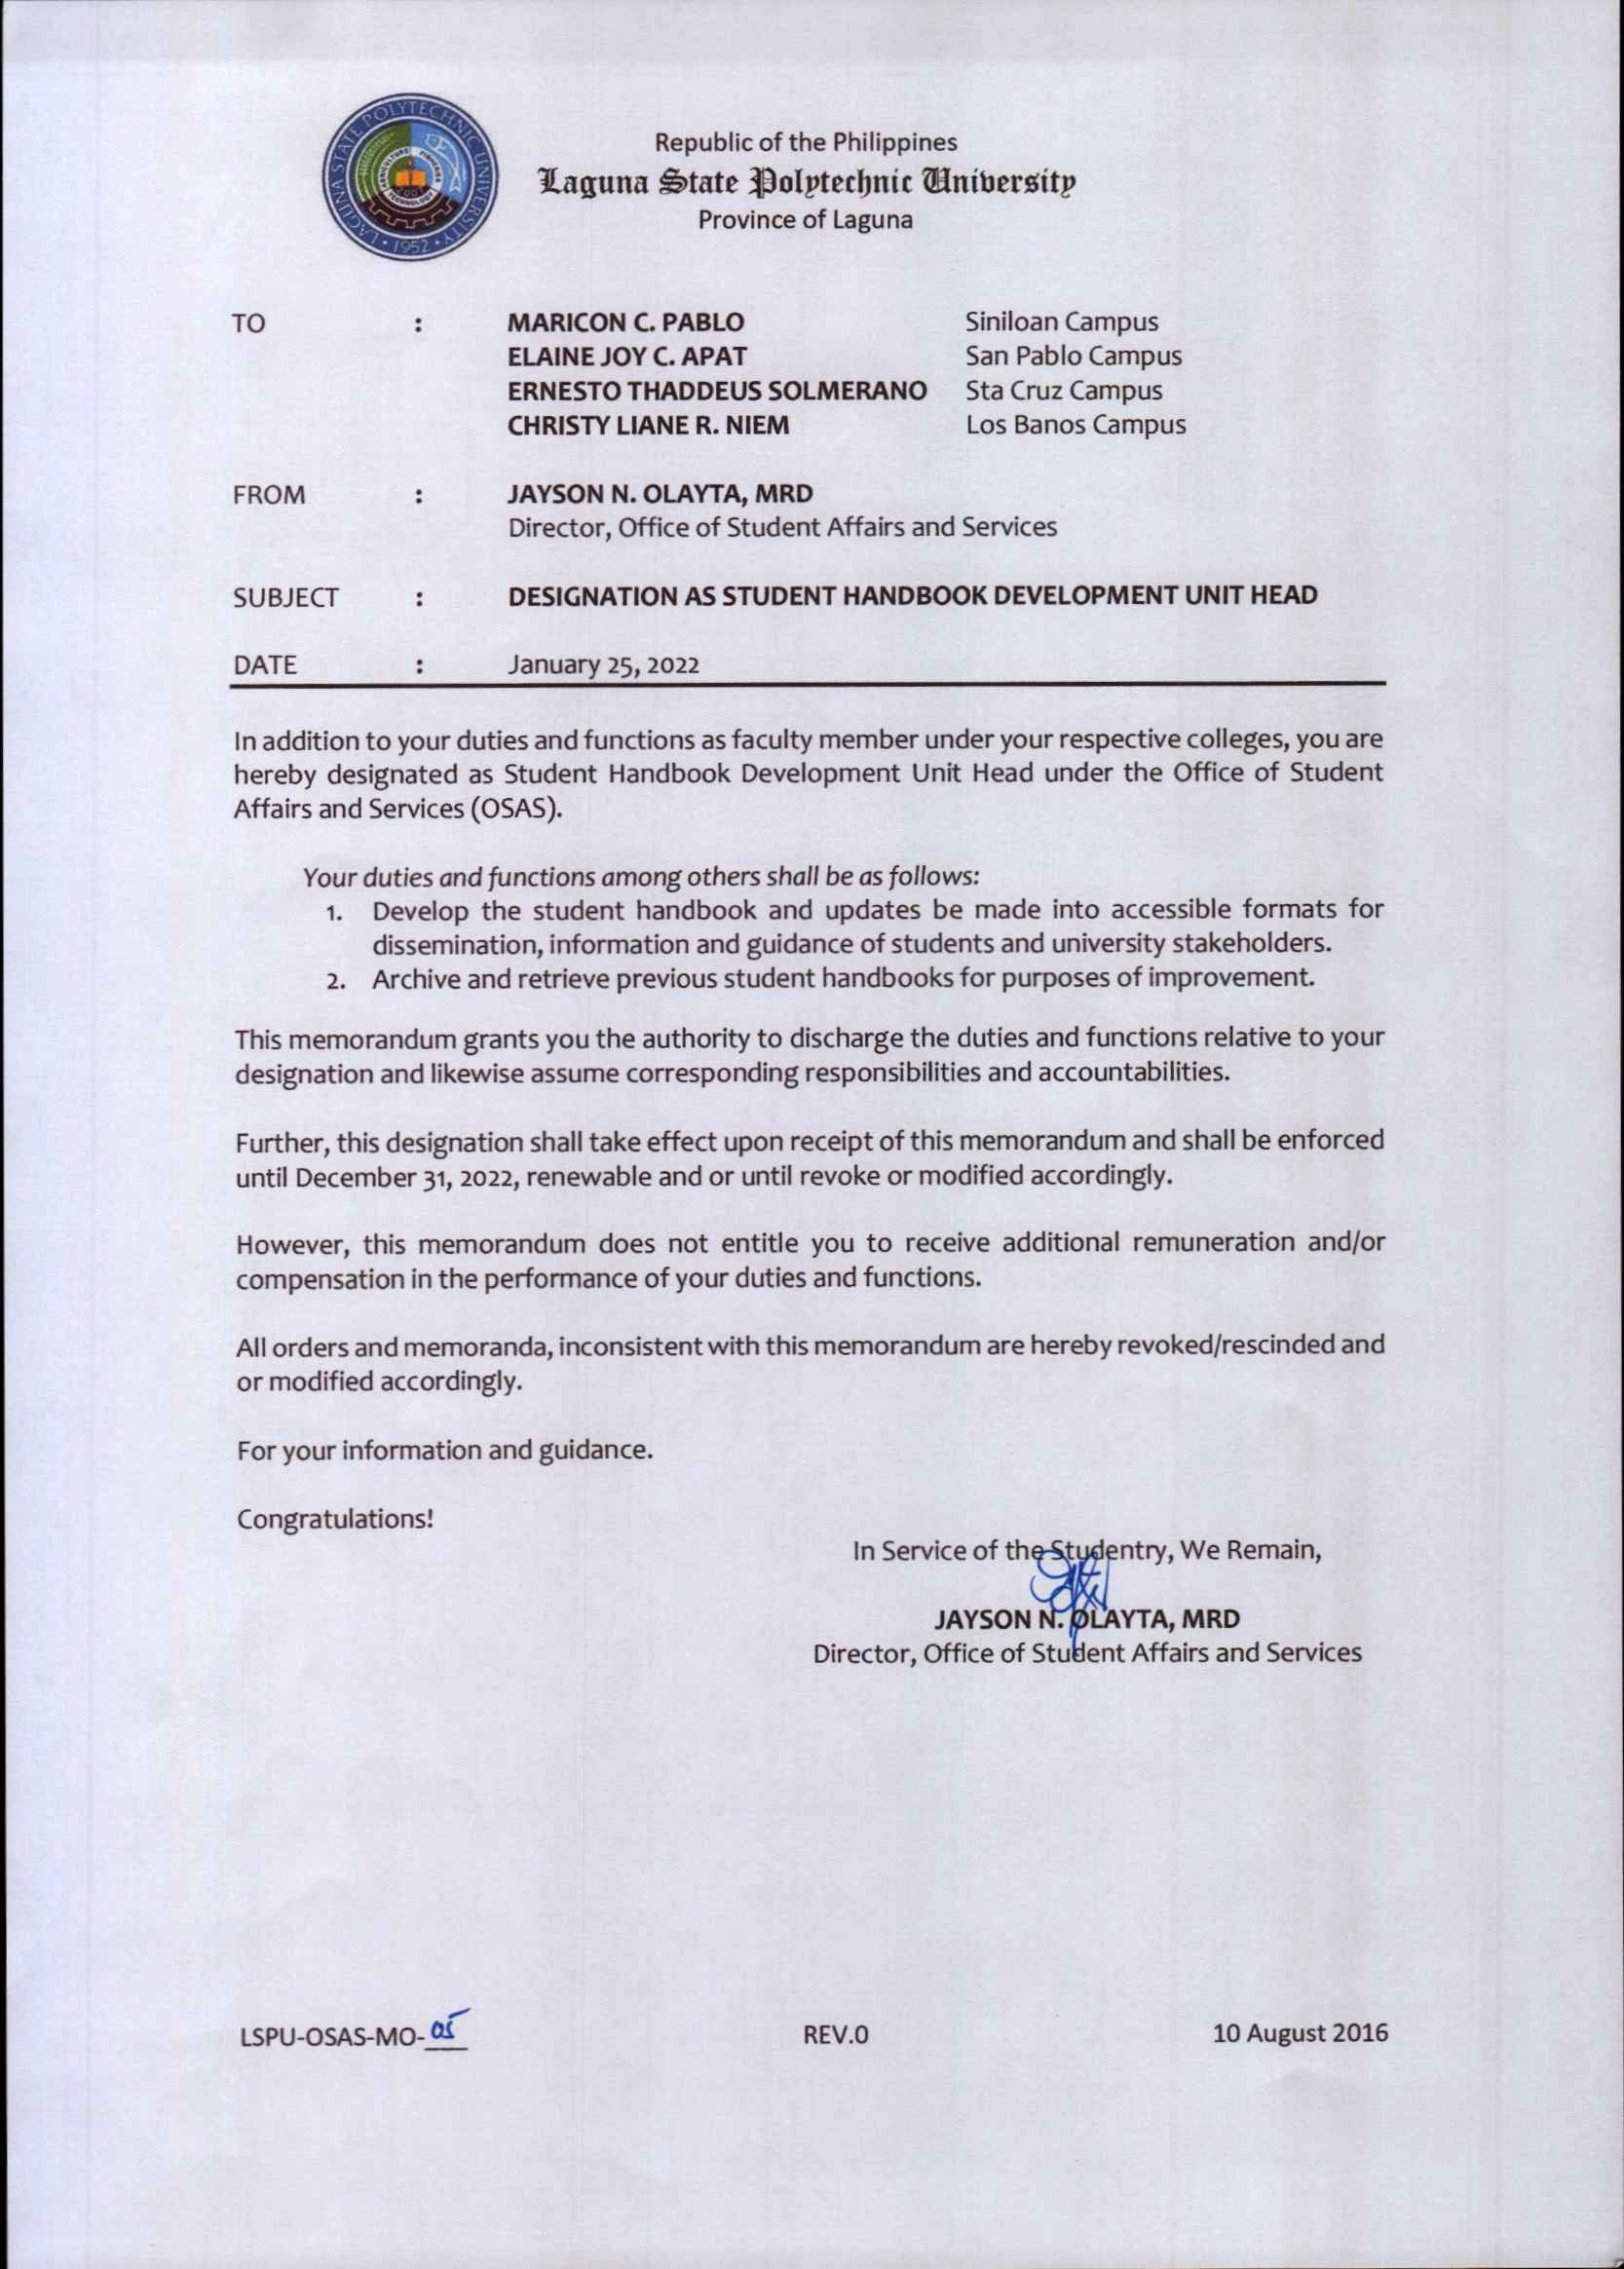 LAGUNA STATE POLYTECHNIC UNIVERSITY
1952
Republic of the Philippines
Laguna State Polytechnic University
Province of Laguna
TO : MARICON C. PABLO Siniloan Campus
ELAINE JOY C. APAT San Pablo Campus
ERNESTO THADDEUS SOLMERANO Sta Cruz Campus
CHRISTY LIANE R. NIEM Los Banos Campus
FROM : JAYSON N. OLAYTA, MRD
Director, Office of Student Affairs and Services
SUBJECT : DESIGNATION AS STUDENT HANDBOOK DEVELOPMENT UNIT HEAD
DATE : January 25, 2022
In addition to your duties and functions as faculty member under your respective colleges, you are
hereby designated as Student Handbook Development Unit Head under the Office of Student
Affairs and Services (OSAS).
Your duties and functions among others shall be as follows:
1. Develop the student handbook and updates be made into accessible formats for
dissemination, information and guidance of students and university stakeholders.
2. Archive and retrieve previous student handbooks for purposes of improvement.
This memorandum grants you the authority to discharge the duties and functions relative to your
designation and likewise assume corresponding responsibilities and accountabilities.
Further, this designation shall take effect upon receipt of this memorandum and shall be enforced
until December 31, 2022, renewable and or until revoke or modified accordingly.
However, this memorandum does not entitle you to receive additional remuneration and/or
compensation in the performance of your duties and functions.
All orders and memoranda, inconsistent with this memorandum are hereby revoked/rescinded and
or modified accordingly.
For your information and guidance.
Congratulations!
In Service of the Studentry, We Remain,
JAYSON N. OLAYTA, MRD
Director, Office of Student Affairs and Services
LSPU-OSAS-MO-05 REV.0 10 August 2016